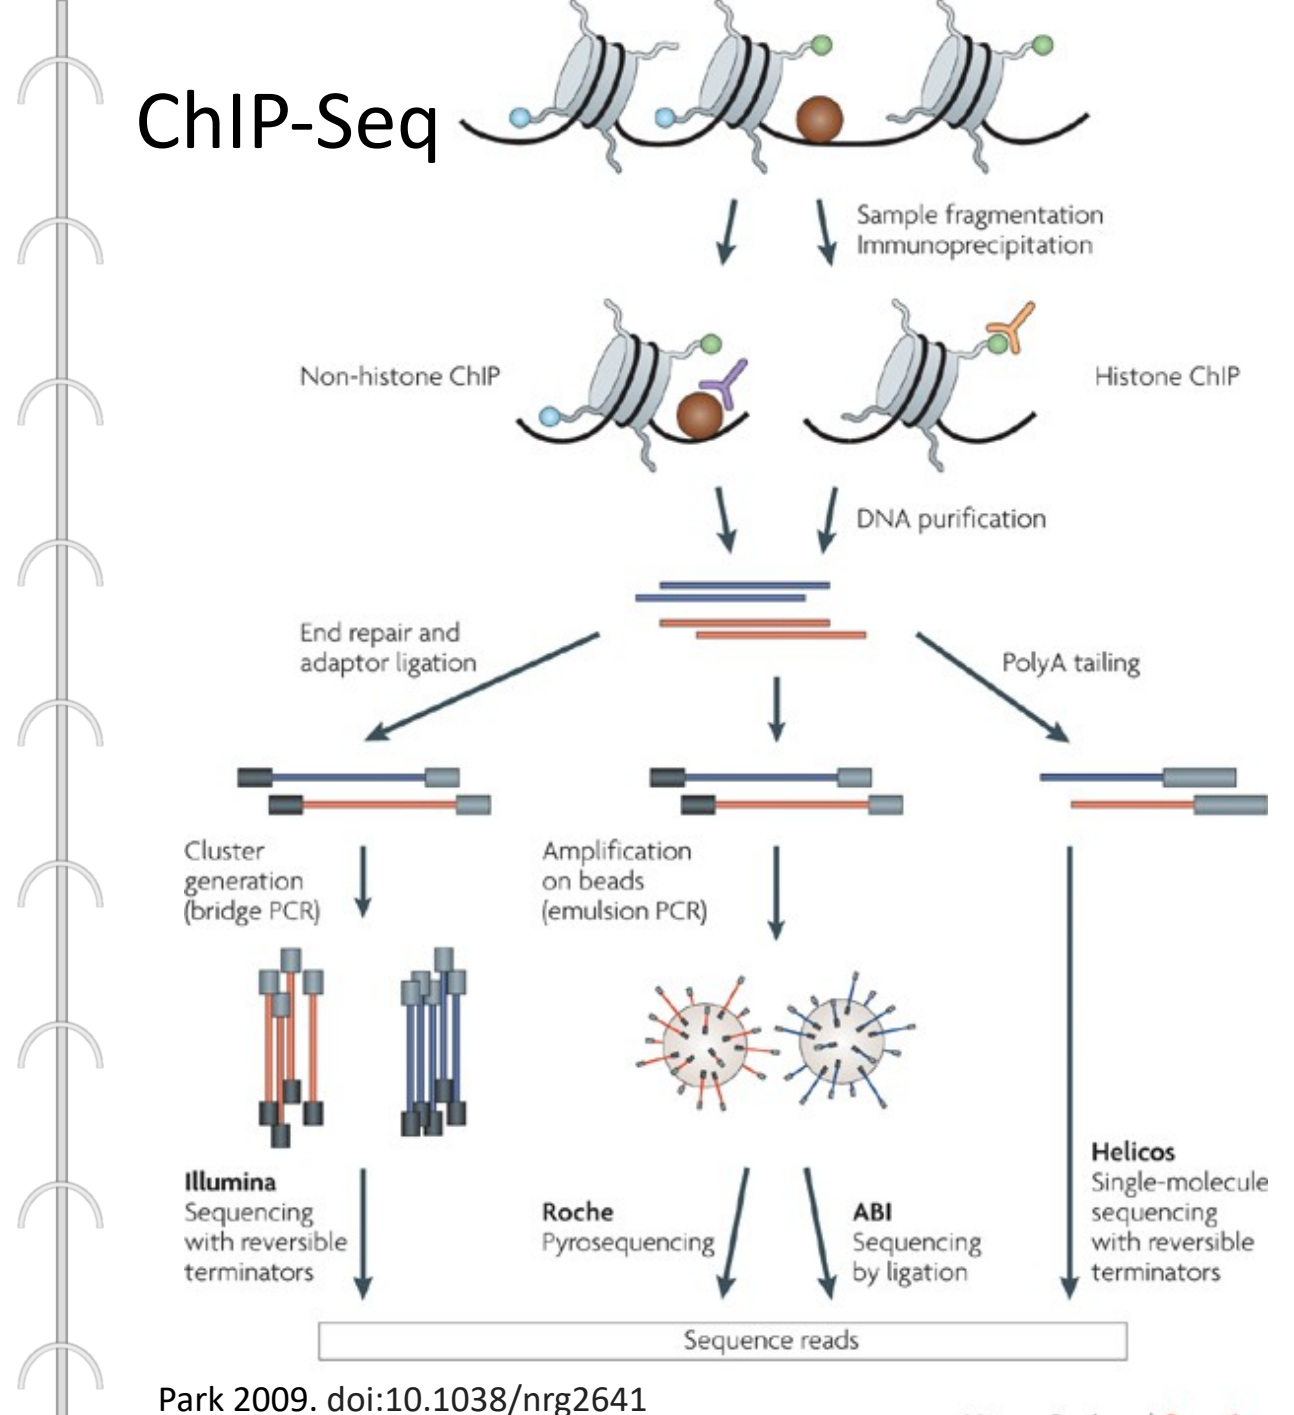 ChIP-Seq
Sample fragmentation
Immunoprecipitation
Non-histone ChIP
Histone ChIP
DNA purification
End repair and
adaptor ligation
PolyA tailing
Cluster
generation
(bridge PCR)
Amplification
on beads
(emulsion PCR)
Illumina
Sequencing
with reversible
terminators
Roche
Pyrosequencing
ABI
Sequencing
by ligation
Helicos
Single-molecule
sequencing
with reversible
terminators
Sequence reads
Park 2009. doi:10.1038/nrg2641